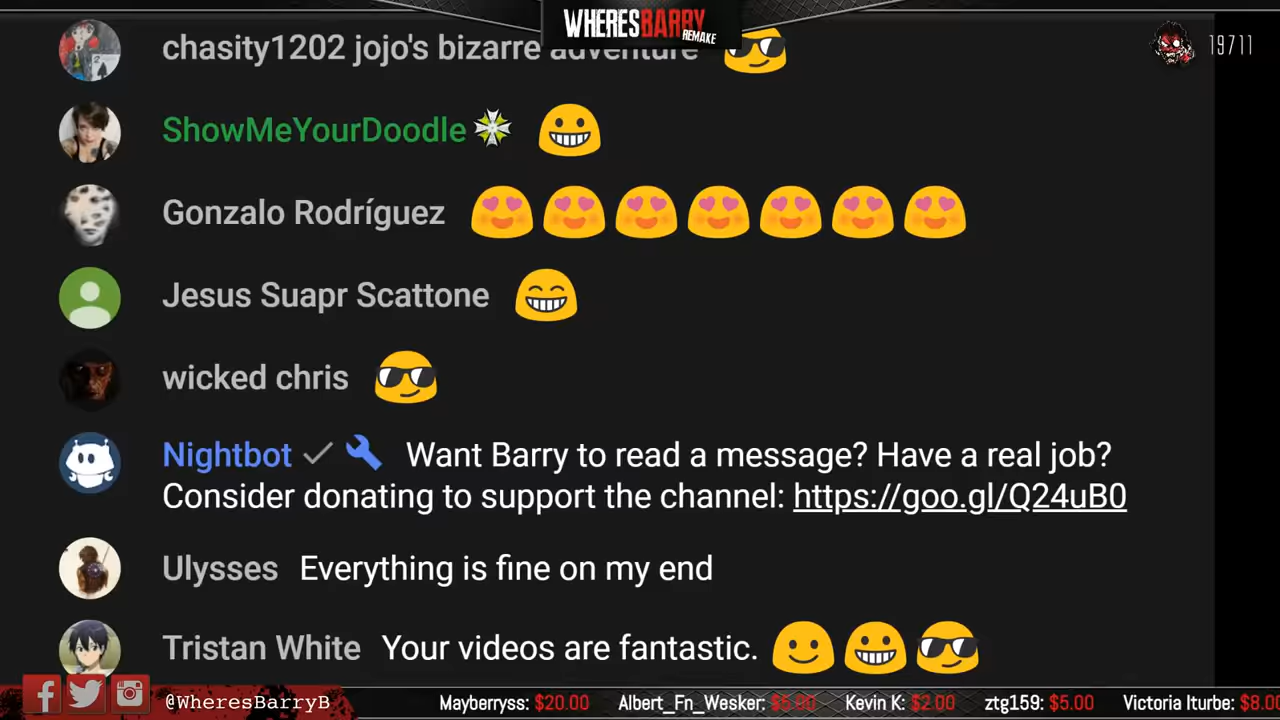 WHERESBARRY
REMAKE
19711
chasity1202 jojo's bizarre adventure
ShowMeYourDoodle
Gonzalo Rodríguez
Jesus Suapr Scattone
wicked chris
Nightbot Want Barry to read a message? Have a real job?
Consider donating to support the channel: https://goo.gl/Q24uB0
Ulysses Everything is fine on my end
Tristan White Your videos are fantastic.
@WheresBarryB Mayberryss: $20.00 Albert_Fn_Wesker: $5.00 Kevin K: $2.00 ztg159: $5.00 Victoria Iturbe: $8.00